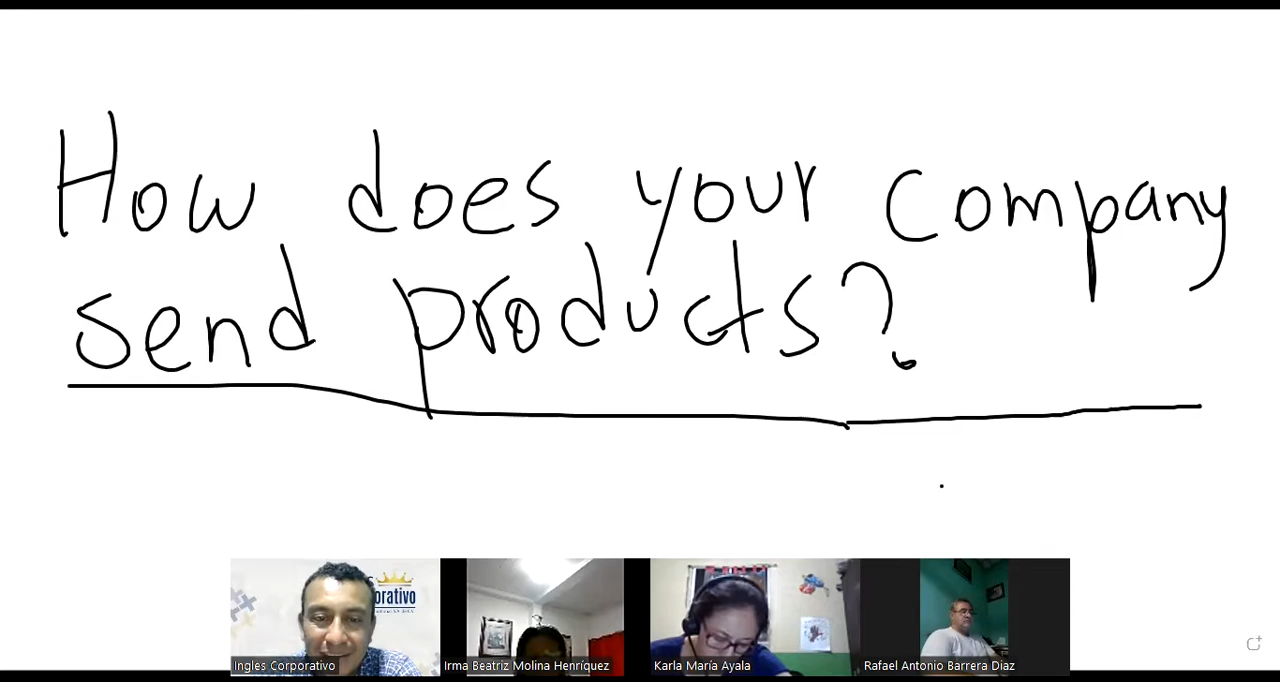 How does your company
send products?
orativo
Ingles Corporativo
Irma Beatriz Molina Henríquez
Karla María Ayala
Rafael Antonio Barrera Diaz